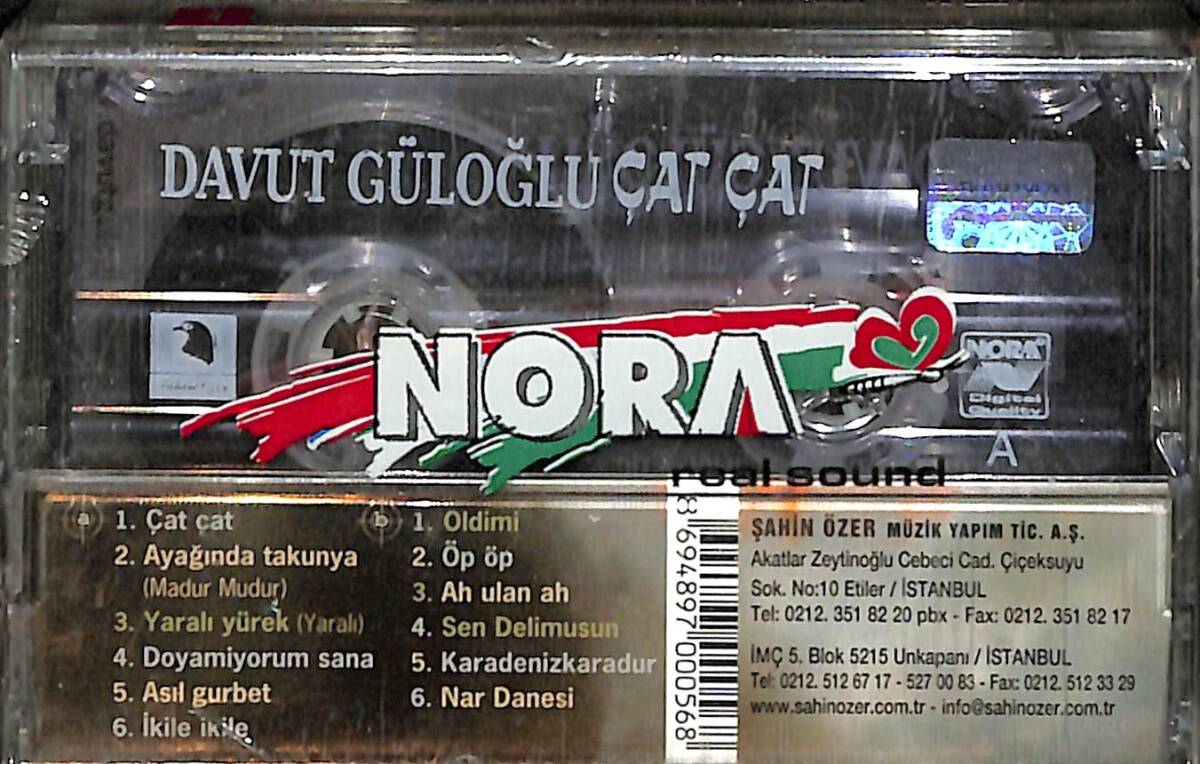 DAVUT GÜLOĞLU ÇAT ÇAT
NORA
real sound
NORA
Digital
Quality
A
a 1. Çat cat
2. Ayağında takunya
(Madur Mudur)
3. Yaralı yürek (Yaralı)
4. Doyamiyorum sana
5. Asıl gurbet
6. İkile ikile
b 1. Oldimi
2. Öp öp
3. Ah ulan ah
4. Sen Delimusun
5. Karadenizkaradur
6. Nar Danesi
8 694897 000568
ŞAHİN ÖZER MÜZİK YAPIM TİC. A.Ş.
Akatlar Zeytinoğlu Cebeci Cad. Çiçeksuyu
Sok. No:10 Etiler / İSTANBUL
Tel: 0212. 351 82 20 pbx - Fax: 0212. 351 82 17
İMÇ 5. Blok 5215 Unkapanı / İSTANBUL
Tel: 0212. 512 67 17 - 527 00 83 - Fax: 0212. 512 33 29
www.sahinozer.com.tr - info@sahinozer.com.tr